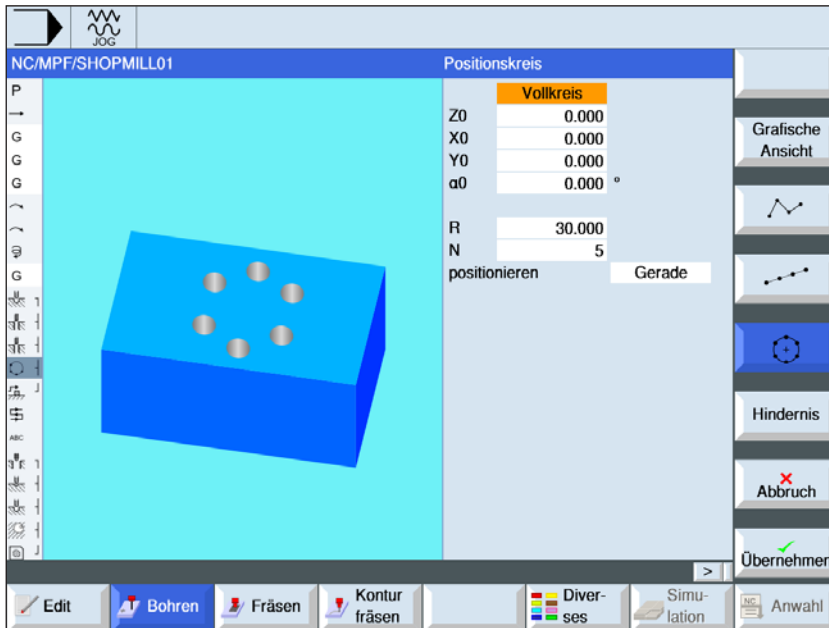 JOG
NC/MPF/SHOPMILL01
Positionskreis
P
G
G
G
G
ABC
Vollkreis
Z0 0.000
X0 0.000
Y0 0.000
α0 0.000 °
R 30.000
N 5
positionieren Gerade
Grafische
Ansicht
Hindernis
Abbruch
Übernehmen
>
Edit
Bohren
Fräsen
Kontur
fräsen
Diver-
ses
Simu-
lation
NC
Anwahl